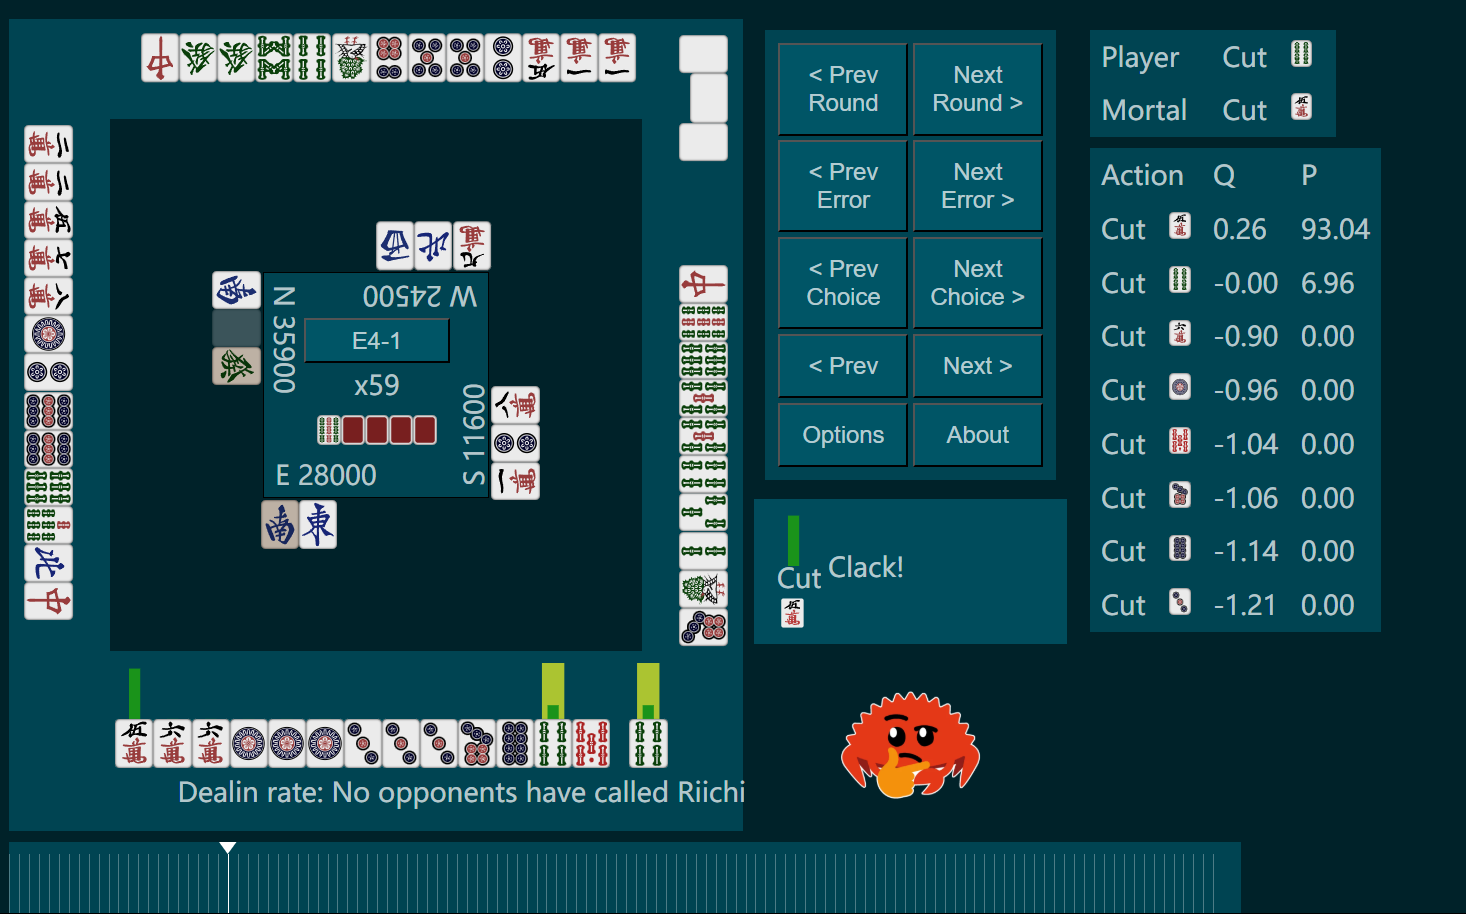 N 35900
W 24500
E4-1
x59
S 11600
E 28000
Dealin rate: No opponents have called Riichi
< Prev
Round
Next
Round >
< Prev
Error
Next
Error >
< Prev
Choice
Next
Choice >
< Prev
Next >
Options
About
Cut
Clack!
Player Cut
Mortal Cut
Action Q P
Cut 0.26 93.04
Cut -0.00 6.96
Cut -0.90 0.00
Cut -0.96 0.00
Cut -1.04 0.00
Cut -1.06 0.00
Cut -1.14 0.00
Cut -1.21 0.00